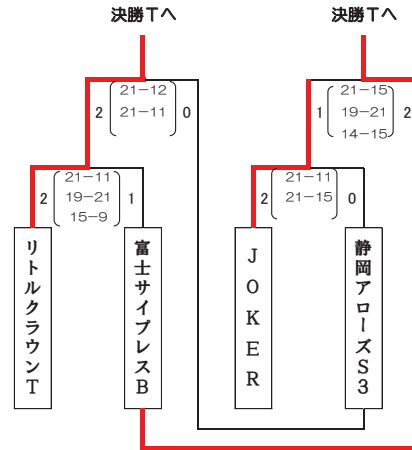 決勝Tへ 決勝Tへ
21-12 21-15
2 21-11 0 1 19-21 2
14-15
21-11 21-11
2 19-21 1 2 21-15 0
15-9
リトルクラウンT
富士サイプレスB
JOKER
静岡アローズS3